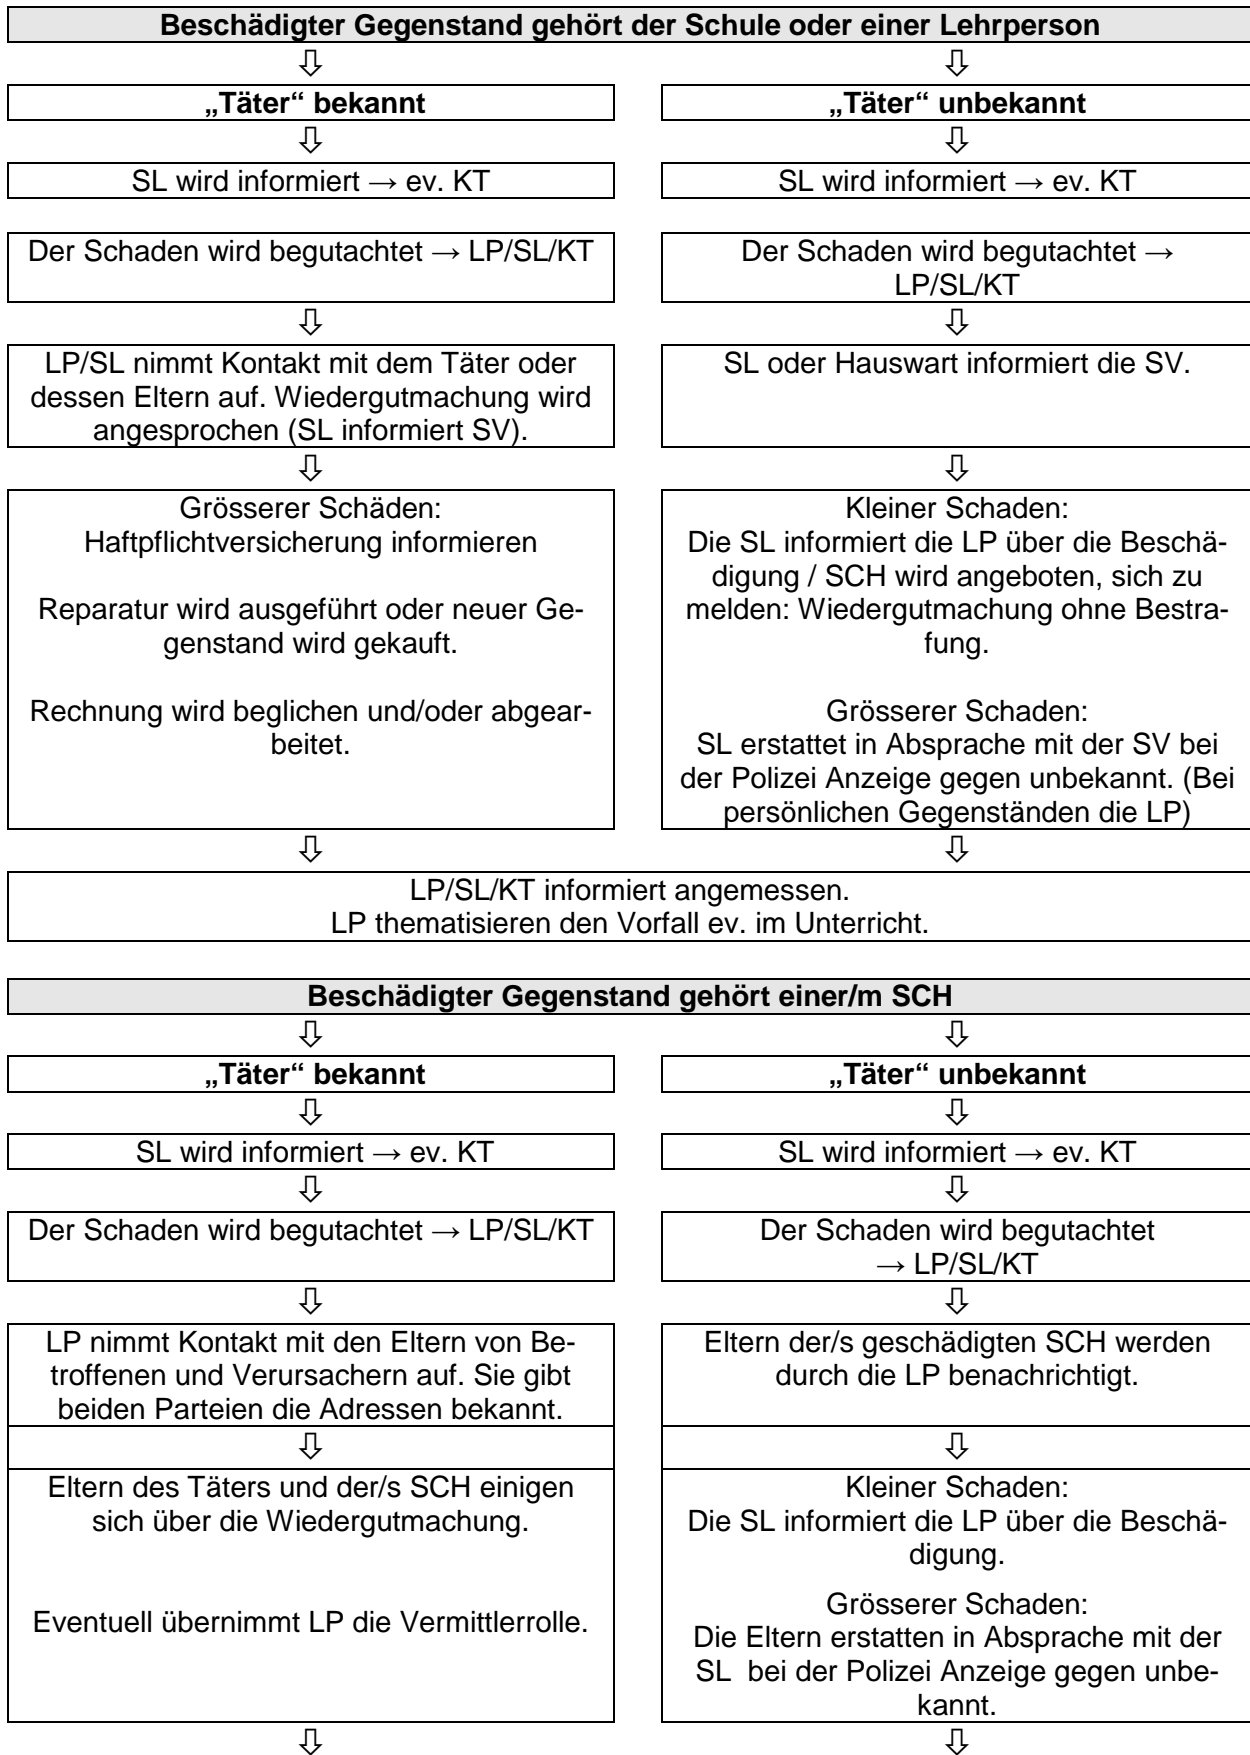 Beschädigter Gegenstand gehört der Schule oder einer Lehrperson
⇩ ⇩
„Täter“ bekannt
„Täter“ unbekannt
⇩ ⇩
SL wird informiert → ev. KT
SL wird informiert → ev. KT
Der Schaden wird begutachtet → LP/SL/KT
Der Schaden wird begutachtet →
LP/SL/KT
⇩ ⇩
LP/SL nimmt Kontakt mit dem Täter oder
dessen Eltern auf. Wiedergutmachung wird
angesprochen (SL informiert SV).
SL oder Hauswart informiert die SV.
⇩ ⇩
Grösserer Schäden:
Haftpflichtversicherung informieren
Reparatur wird ausgeführt oder neuer Ge-
genstand wird gekauft.
Rechnung wird beglichen und/oder abgear-
beitet.
Kleiner Schaden:
Die SL informiert die LP über die Beschä-
digung / SCH wird angeboten, sich zu
melden: Wiedergutmachung ohne Bestra-
fung.
Grösserer Schaden:
SL erstattet in Absprache mit der SV bei
der Polizei Anzeige gegen unbekannt. (Bei
persönlichen Gegenständen die LP)
⇩ ⇩
LP/SL/KT informiert angemessen.
LP thematisieren den Vorfall ev. im Unterricht.
Beschädigter Gegenstand gehört einer/m SCH
⇩ ⇩
„Täter“ bekannt
„Täter“ unbekannt
⇩ ⇩
SL wird informiert → ev. KT
SL wird informiert → ev. KT
⇩ ⇩
Der Schaden wird begutachtet → LP/SL/KT
Der Schaden wird begutachtet
→ LP/SL/KT
⇩ ⇩
LP nimmt Kontakt mit den Eltern von Be-
troffenen und Verursachern auf. Sie gibt
beiden Parteien die Adressen bekannt.
Eltern der/s geschädigten SCH werden
durch die LP benachrichtigt.
⇩ ⇩
Eltern des Täters und der/s SCH einigen
sich über die Wiedergutmachung.
Eventuell übernimmt LP die Vermittlerrolle.
Kleiner Schaden:
Die SL informiert die LP über die Beschä-
digung.
Grösserer Schaden:
Die Eltern erstatten in Absprache mit der
SL bei der Polizei Anzeige gegen unbe-
kannt.
⇩ ⇩